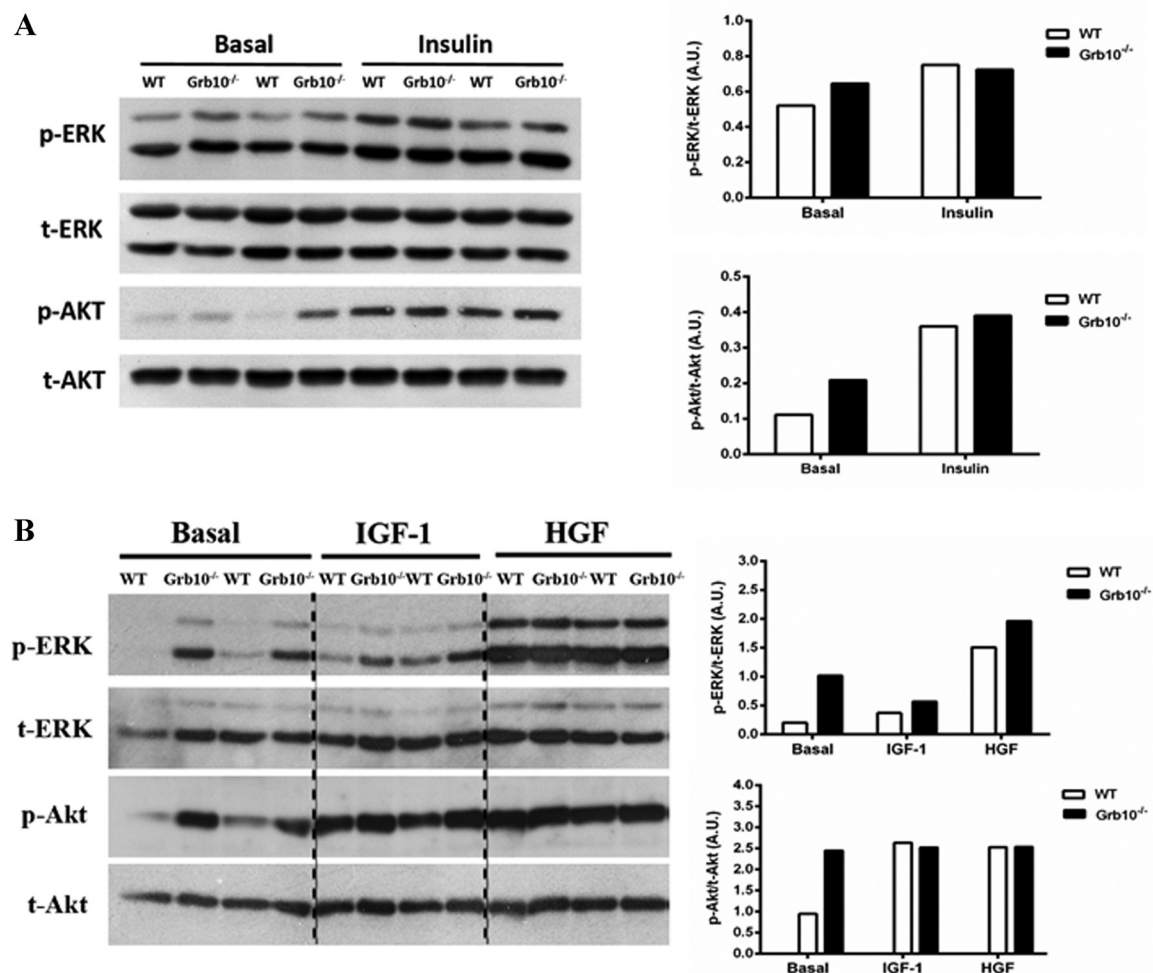 A
Basal Insulin
WT Grb10-/- WT Grb10-/- WT Grb10-/- WT Grb10-/-
p-ERK
t-ERK
p-AKT
t-AKT
p-ERK/t-ERK (A.U.)
1.0
0.8
0.6
0.4
0.2
0.0
Basal Insulin
WT
Grb10-/-
p-Akt/t-Akt (A.U.)
0.5
0.4
0.3
0.2
0.1
0.0
Basal Insulin
WT
Grb10-/-
B
Basal IGF-1 HGF
WT Grb10-/- WT Grb10-/- WT Grb10-/- WT Grb10-/- WT Grb10-/- WT Grb10-/-
p-ERK
t-ERK
p-Akt
t-Akt
p-ERK/t-ERK (A.U.)
3.0
2.5
2.0
1.5
1.0
0.5
0.0
Basal IGF-1 HGF
WT
Grb10-/-
p-Akt/t-Akt (A.U.)
4.0
3.5
3.0
2.5
2.0
1.5
1.0
0.5
0.0
Basal IGF-1 HGF
WT
Grb10-/-